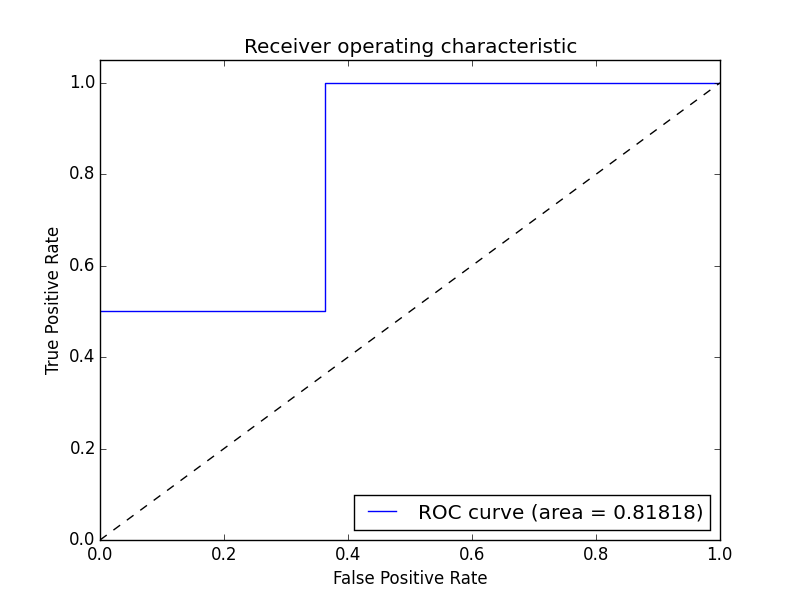 Receiver operating characteristic
1.0
0.8
0.6
0.4
0.2
0.0
True Positive Rate
ROC curve (area = 0.81818)
0.0 0.2 0.4 0.6 0.8 1.0
False Positive Rate